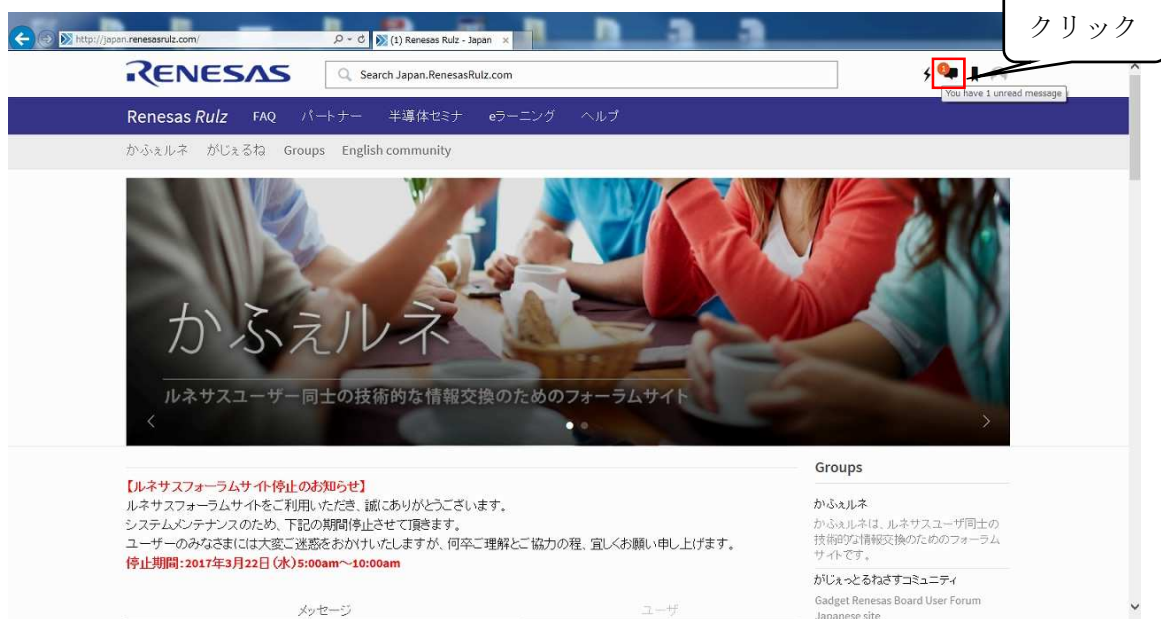 クリック
http://japan.renesasrulz.com/
(1) Renesas Rulz - Japan
RENESAS
Search Japan.RenesasRulz.com
1
You have 1 unread message
Renesas Rulz FAQ パートナー 半導体セミナ eラーニング ヘルプ
かふぇルネ がじぇるね Groups English community
かふぇルネ
ルネサスユーザー同士の技術的な情報交換のためのフォーラムサイト
【ルネサスフォーラムサイト停止のお知らせ】
ルネサスフォーラムサイトをご利用いただき、誠にありがとうございます。
システムメンテナンスのため、下記の期間停止させて頂きます。
ユーザーのみなさまには大変ご迷惑をおかけいたしますが、何卒ご理解とご協力の程、宜しくお願い申し上げます。
停止期間:2017年3月22日(水)5:00am～10:00am
メッセージ ユーザ
Groups
かふぇルネ
かふぇルネは、ルネサスユーザ同士の
技術的な情報交換のためのフォーラム
サイトです。
がじぇっとるねさすコミュニティ
Gadget Renesas Board User Forum
Japanese site